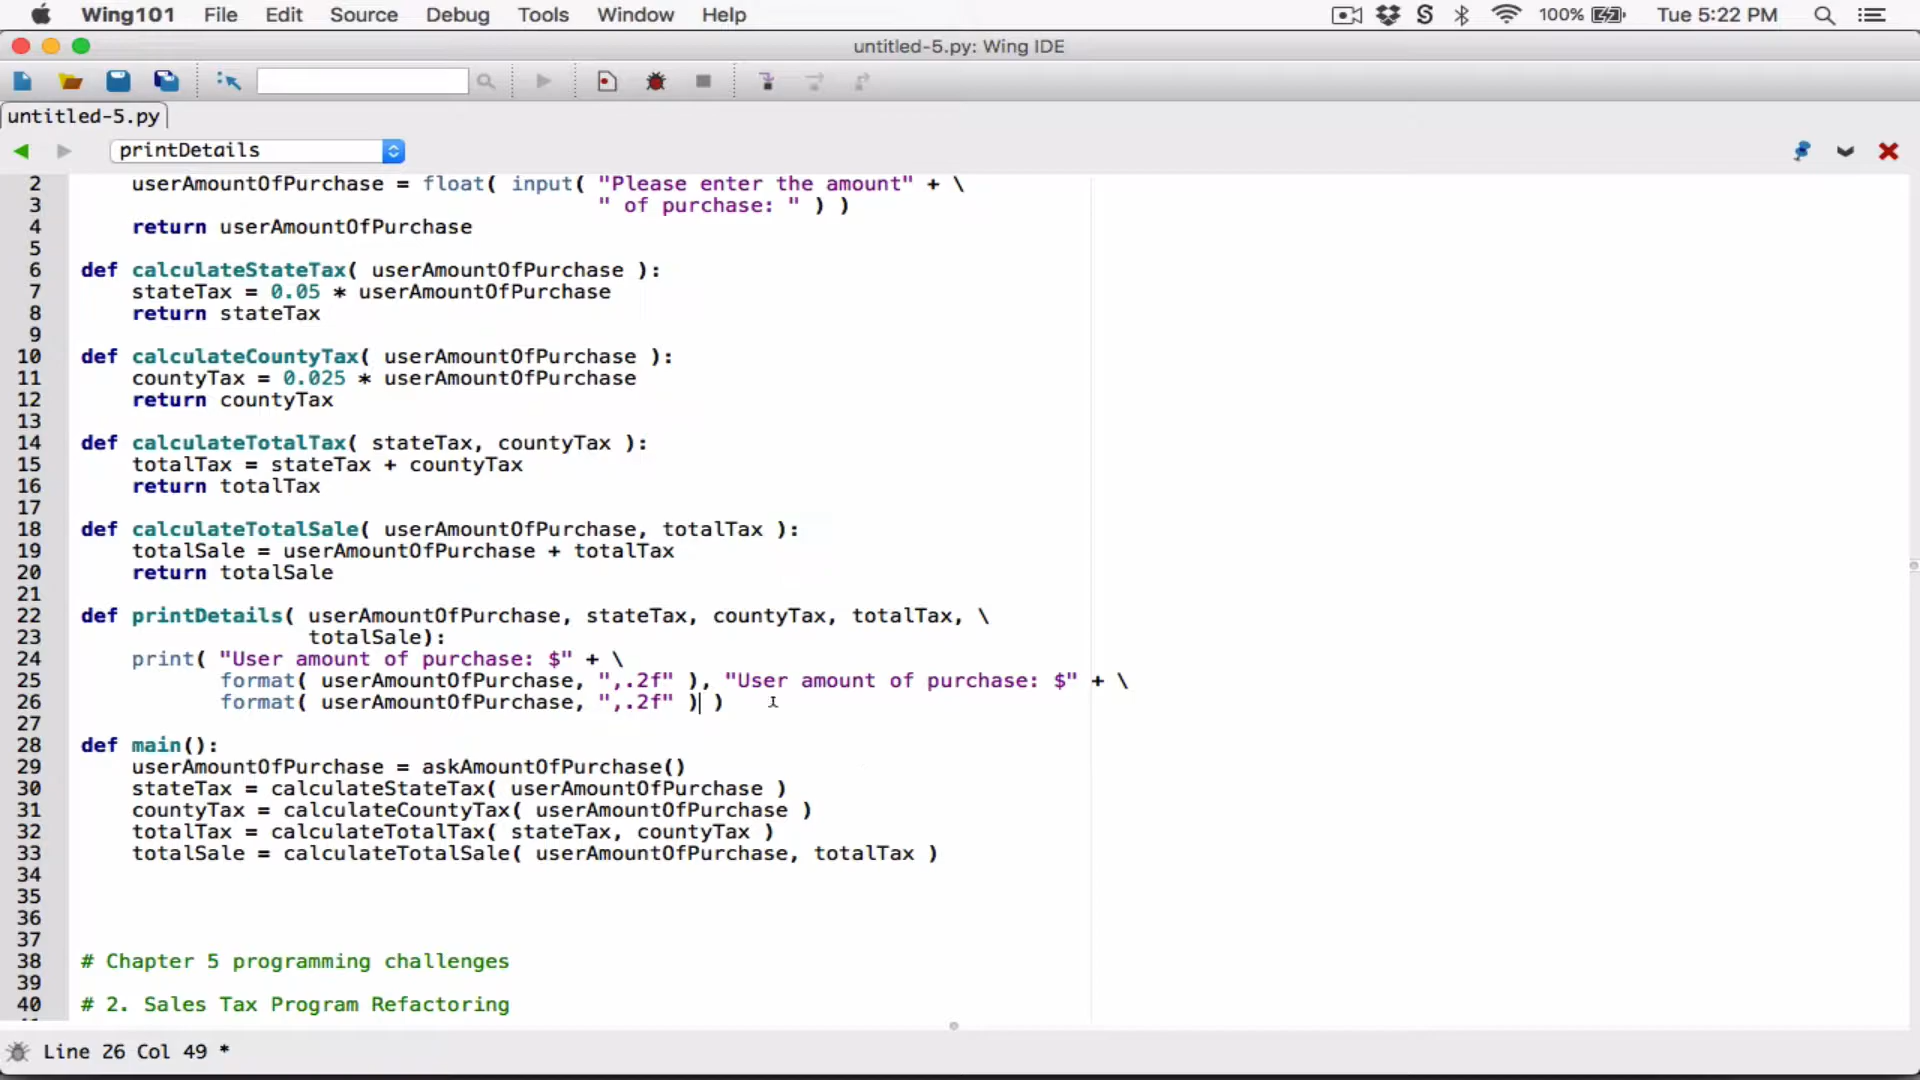 Wing101 File Edit Source Debug Tools Window Help 100% Tue 5:22 PM
untitled-5.py: Wing IDE
untitled-5.py
printDetails
2 userAmountOfPurchase = float( input( "Please enter the amount" + \
3 " of purchase: " ) )
4 return userAmountOfPurchase
5
6 def calculateStateTax( userAmountOfPurchase ):
7 stateTax = 0.05 * userAmountOfPurchase
8 return stateTax
9
10 def calculateCountyTax( userAmountOfPurchase ):
11 countyTax = 0.025 * userAmountOfPurchase
12 return countyTax
13
14 def calculateTotalTax( stateTax, countyTax ):
15 totalTax = stateTax + countyTax
16 return totalTax
17
18 def calculateTotalSale( userAmountOfPurchase, totalTax ):
19 totalSale = userAmountOfPurchase + totalTax
20 return totalSale
21
22 def printDetails( userAmountOfPurchase, stateTax, countyTax, totalTax, \
23 totalSale):
24 print( "User amount of purchase: $" + \
25 format( userAmountOfPurchase, ",.2f" ), "User amount of purchase: $" + \
26 format( userAmountOfPurchase, ",.2f" ) )
27
28 def main():
29 userAmountOfPurchase = askAmountOfPurchase()
30 stateTax = calculateStateTax( userAmountOfPurchase )
31 countyTax = calculateCountyTax( userAmountOfPurchase )
32 totalTax = calculateTotalTax( stateTax, countyTax )
33 totalSale = calculateTotalSale( userAmountOfPurchase, totalTax )
34
35
36
37
38 # Chapter 5 programming challenges
39
40 # 2. Sales Tax Program Refactoring
Line 26 Col 49 *